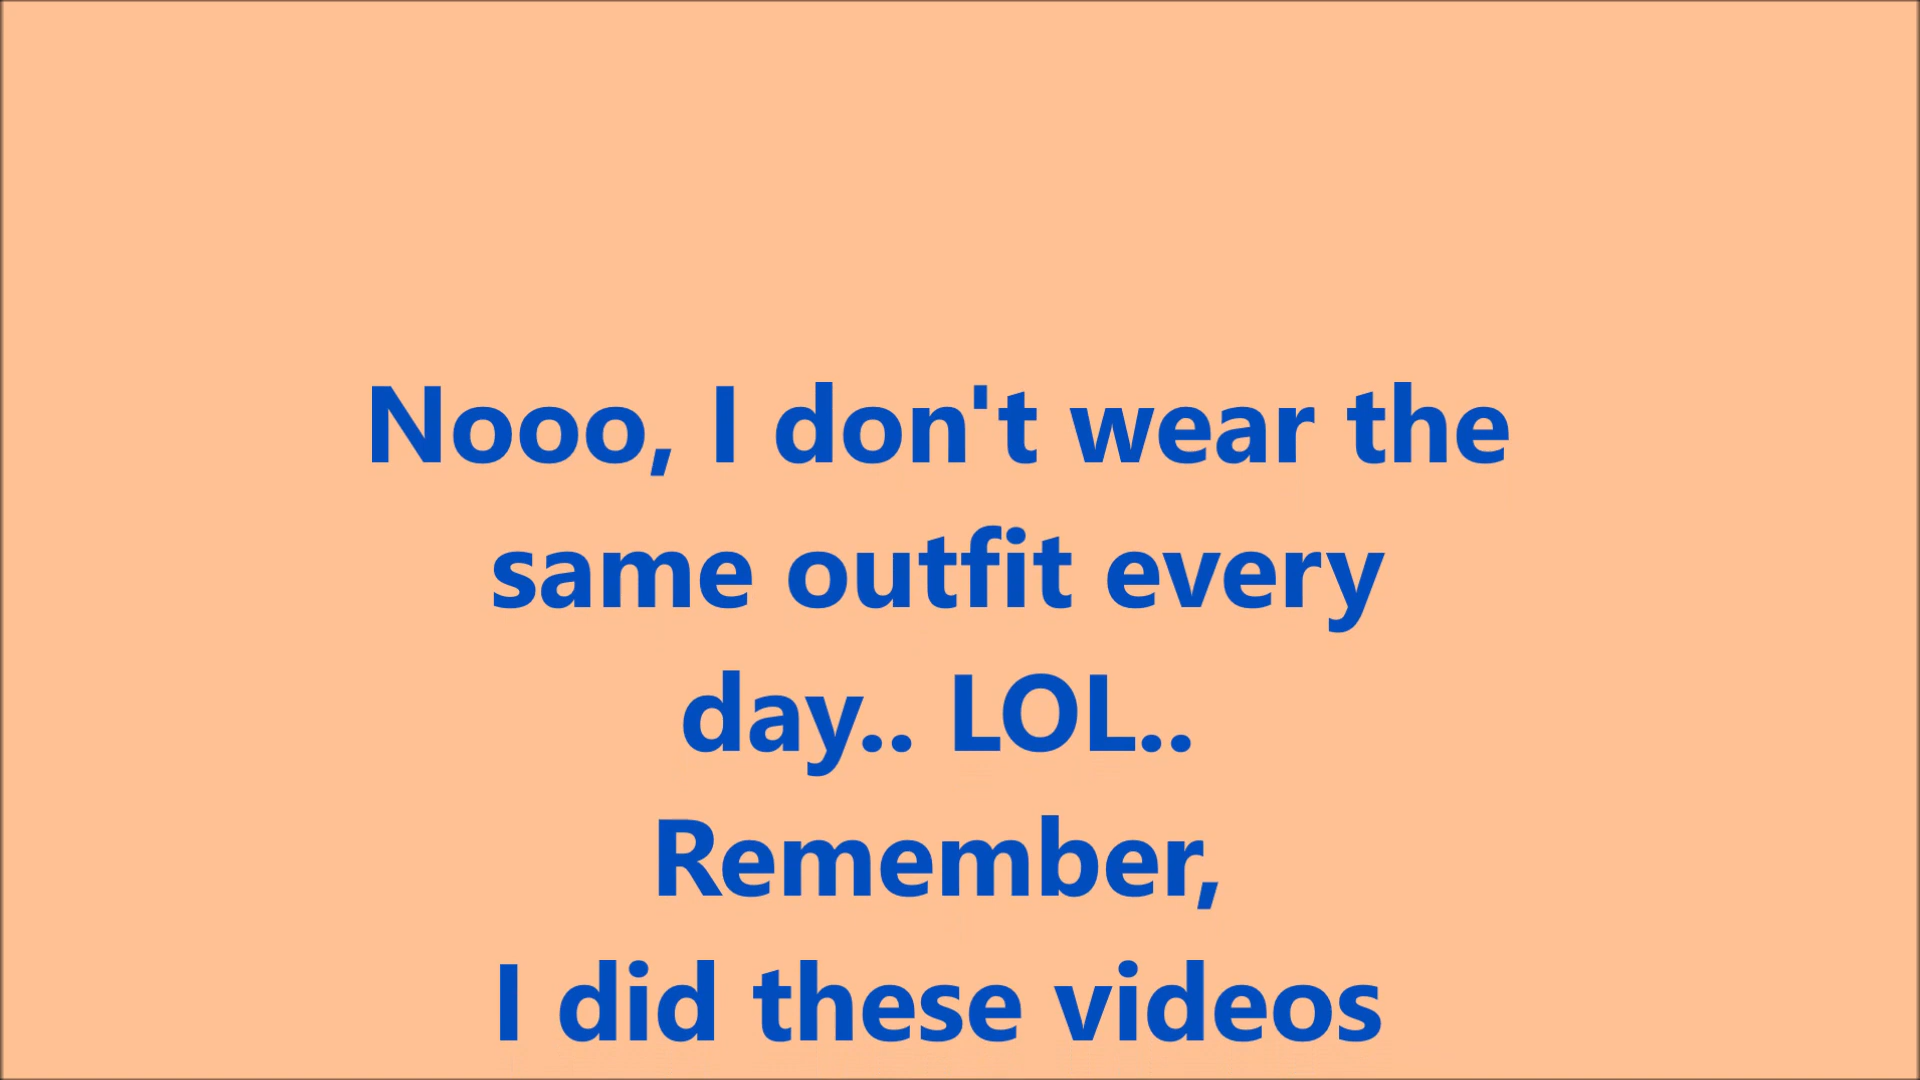 Nooo, I don't wear the
same outfit every
day.. LOL..
Remember,
I did these videos